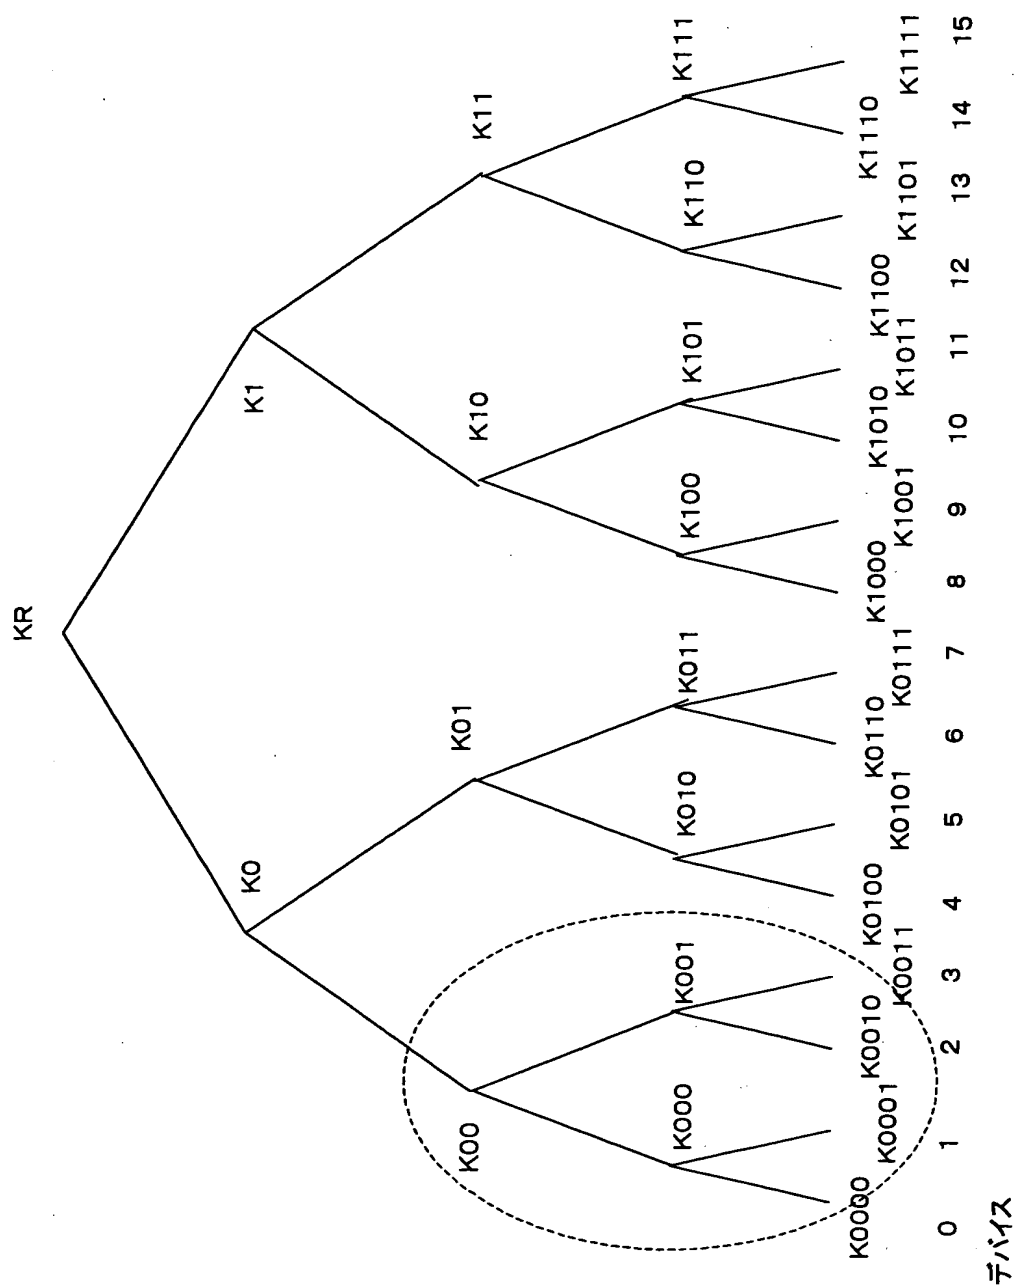 KR
K0
K1
K00
K01
K10
K11
K000
K001
K010
K011
K100
K101
K110
K111
K0000
K0001
K0010
K0011
K0100
K0101
K0110
K0111
K1000
K1001
K1010
K1011
K1100
K1101
K1110
K1111
デバイス 0 1 2 3 4 5 6 7 8 9 10 11 12 13 14 15